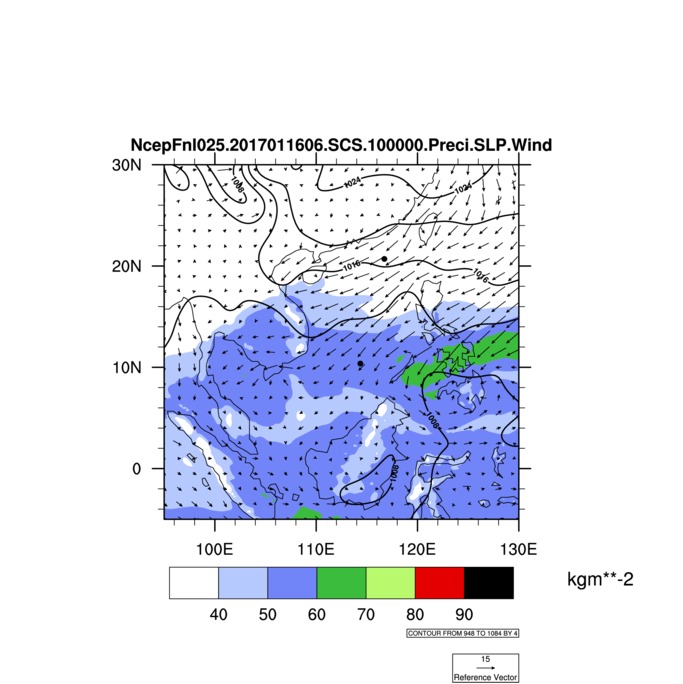 NcepFnl025.2017011606.SCS.100000.Preci.SLP.Wind
30N
1008
1024
1024
20N
1016
1016
10N
1008
0
1008
100E 110E 120E 130E
kgm**-2
40 50 60 70 80 90
CONTOUR FROM 948 TO 1084 BY 4
15
Reference Vector